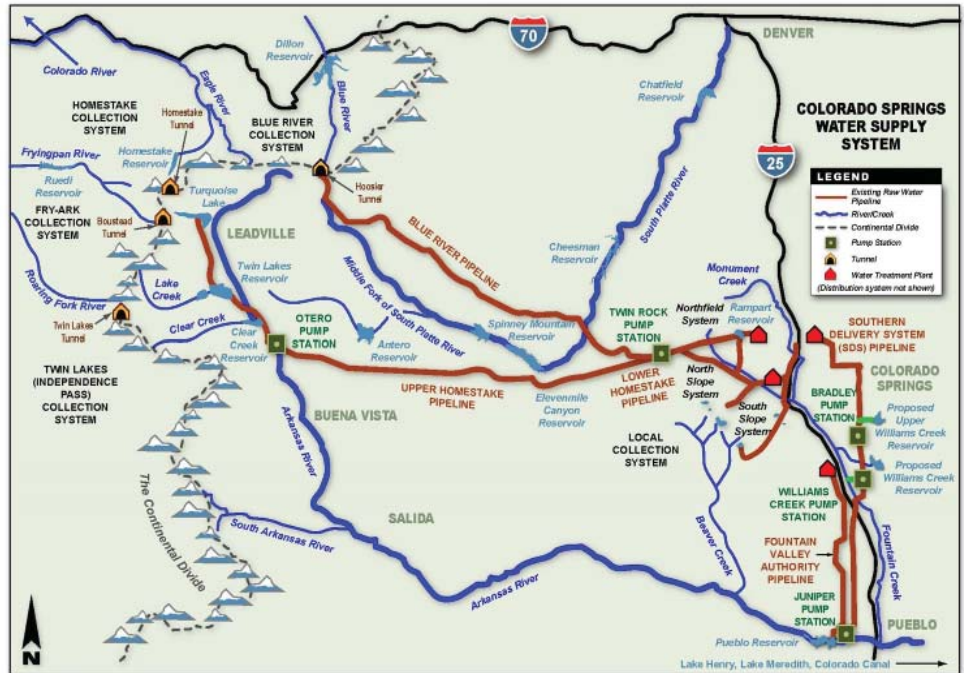 70
DENVER
Dillon
Reservoir
Colorado River
Eagle River
Blue River
Chatfield
Reservoir
HOMESTAKE
COLLECTION
SYSTEM
Homestake
Tunnel
BLUE RIVER
COLLECTION
SYSTEM
COLORADO SPRINGS
WATER SUPPLY
SYSTEM
25
Fryingpan River
Homestake
Reservoir
Ruedi
Reservoir
Hoosier
Tunnel
South Platte River
LEGEND
Existing Raw Water
Pipeline
River/Creek
Continental Divide
Pump Station
Tunnel
Water Treatment Plant
(Distribution system not shown)
Turquoise
Lake
FRY-ARK
COLLECTION
SYSTEM
Boustead
Tunnel
LEADVILLE
BLUE RIVER PIPELINE
Cheesman
Reservoir
Roaring Fork River
Lake
Creek
Twin Lakes
Reservoir
Middle Fork of South Platte River
Monument
Creek
Northfield
System
Rampart
Reservoir
Twin Lakes
Tunnel
Clear Creek
Clear
Creek
Reservoir
OTERO
PUMP
STATION
Antero
Reservoir
Spinney Mountain
Reservoir
TWIN ROCK
PUMP
STATION
SOUTHERN
DELIVERY SYSTEM
(SDS) PIPELINE
TWIN LAKES
(INDEPENDENCE
PASS)
COLLECTION
SYSTEM
UPPER HOMESTAKE
PIPELINE
Elevenmile
Canyon
Reservoir
LOWER
HOMESTAKE
PIPELINE
North
Slope
System
South
Slope
System
COLORADO
SPRINGS
BRADLEY
PUMP
STATION
Proposed
Upper
Williams Creek
Reservoir
BUENA VISTA
Arkansas River
LOCAL
COLLECTION
SYSTEM
Proposed
Williams Creek
Reservoir
WILLIAMS
CREEK PUMP
STATION
The Continental Divide
South Arkansas River
SALIDA
Beaver Creek
Fountain Creek
FOUNTAIN
VALLEY
AUTHORITY
PIPELINE
Arkansas River
JUNIPER
PUMP
STATION
PUEBLO
Pueblo Reservoir
N
Lake Henry, Lake Meredith, Colorado Canal